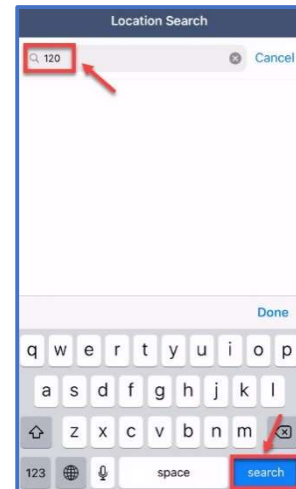 Location Search
120 Cancel
Done
q w e r t y u i o p
a s d f g h j k l
z x c v b n m
123 space search